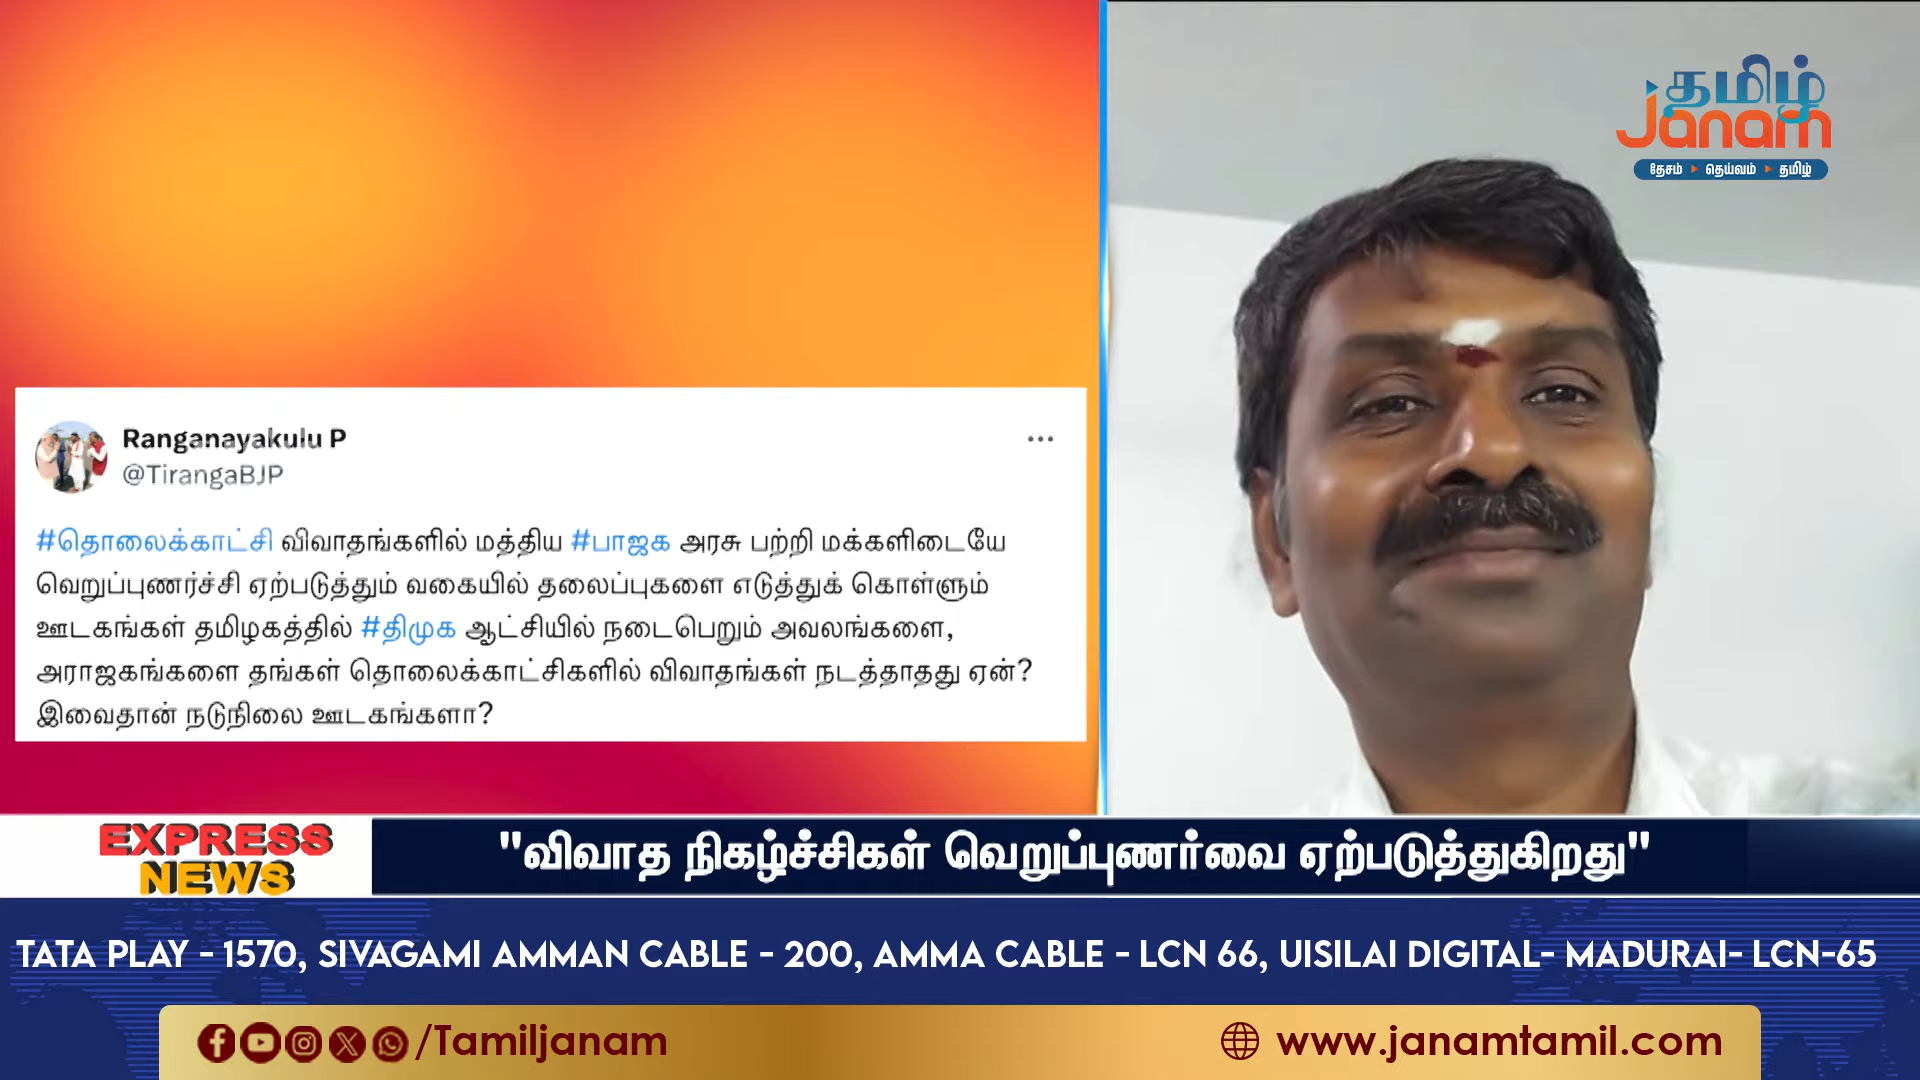 தமிழ்
Janam
தேசம் தெய்வம் தமிழ்
Ranganayakulu P
@TirangaBJP
#தொலைக்காட்சி விவாதங்களில் மத்திய #பாஜக அரசு பற்றி மக்களிடையே
வெறுப்புணர்ச்சி ஏற்படுத்தும் வகையில் தலைப்புகளை எடுத்துக் கொள்ளும்
ஊடகங்கள் தமிழகத்தில் #திமுக ஆட்சியில் நடைபெறும் அவலங்களை,
அராஜகங்களை தங்கள் தொலைக்காட்சிகளில் விவாதங்கள் நடத்தாதது ஏன்?
இவைதான் நடுநிலை ஊடகங்களா?
EXPRESS
NEWS
"விவாத நிகழ்ச்சிகள் வெறுப்புணர்வை ஏற்படுத்துகிறது"
TATA PLAY - 1570, SIVAGAMI AMMAN CABLE - 200, AMMA CABLE - LCN 66, UISILAI DIGITAL- MADURAI- LCN-65
/Tamiljanam
www.janamtamil.com